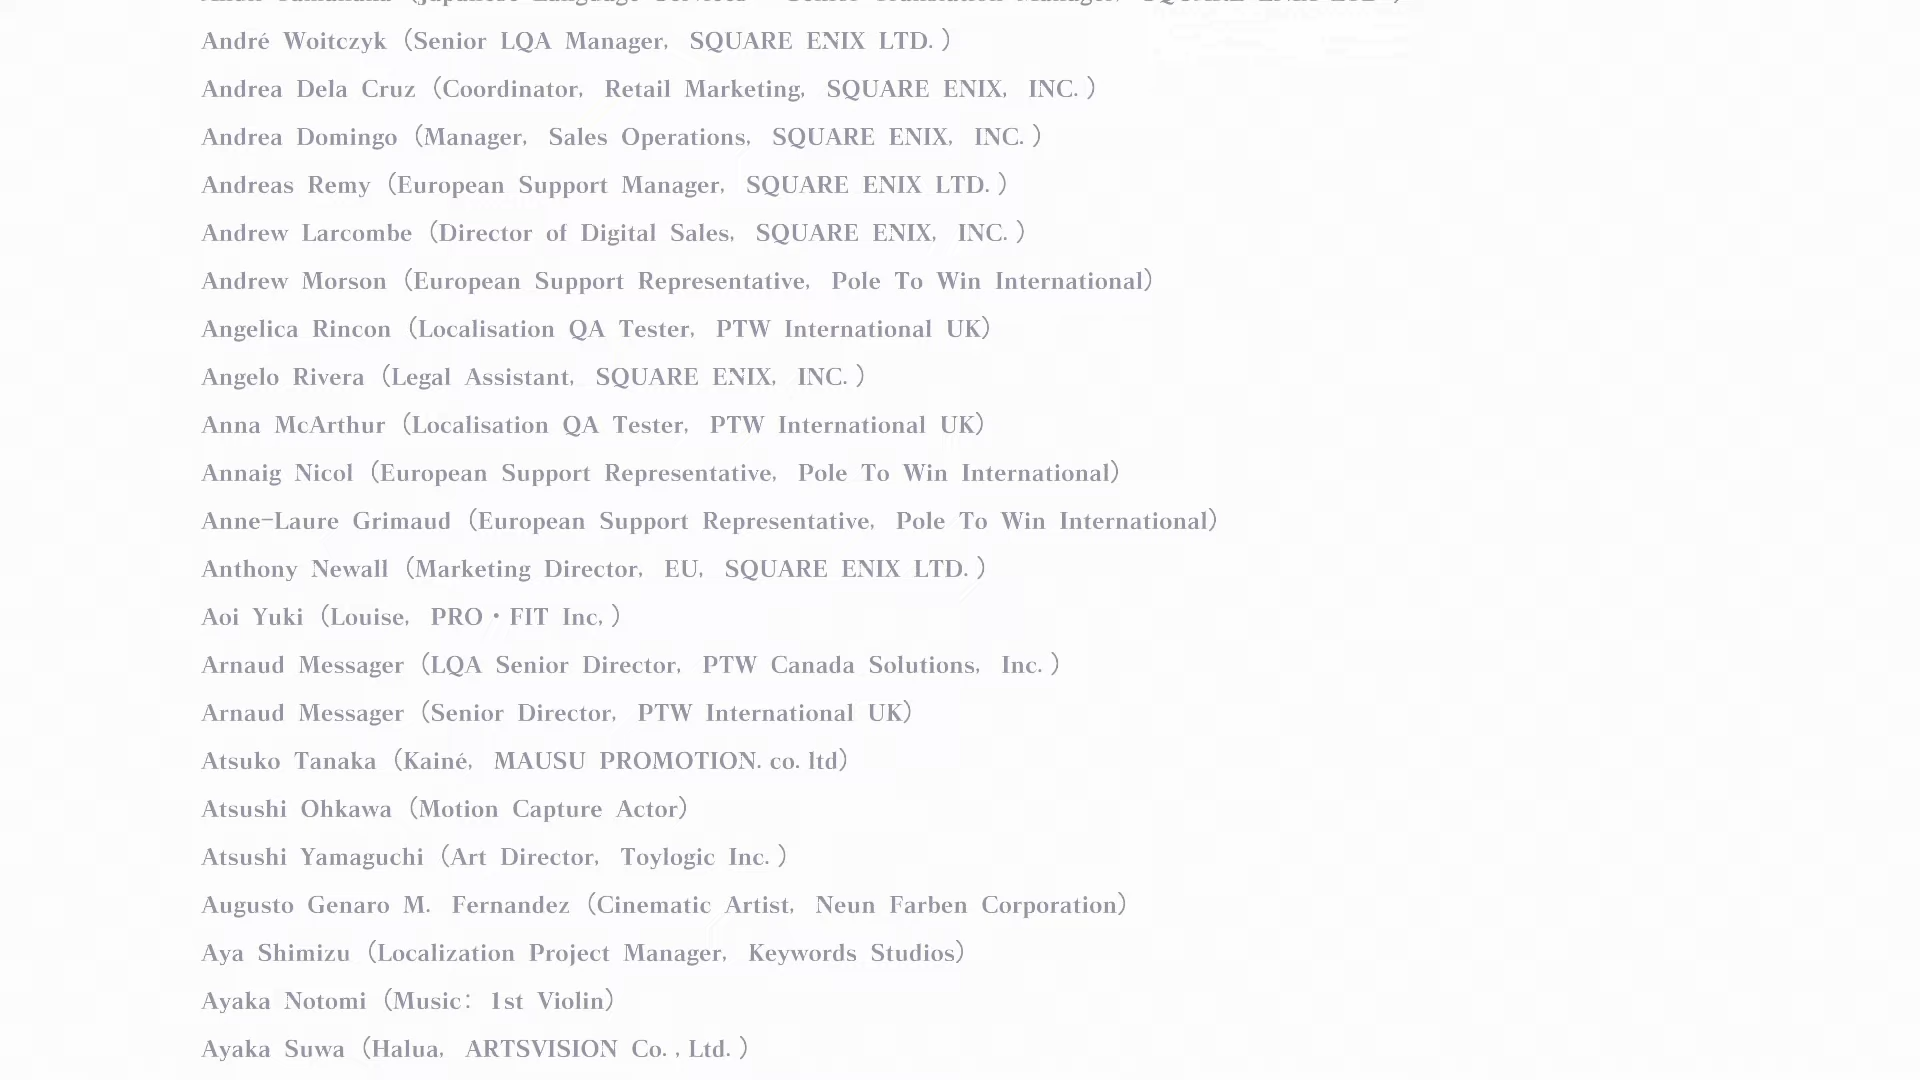 André Woitczyk (Senior LQA Manager, SQUARE ENIX LTD.)
Andrea Dela Cruz (Coordinator, Retail Marketing, SQUARE ENIX, INC.)
Andrea Domingo (Manager, Sales Operations, SQUARE ENIX, INC.)
Andreas Remy (European Support Manager, SQUARE ENIX LTD.)
Andrew Larcombe (Director of Digital Sales, SQUARE ENIX, INC.)
Andrew Morson (European Support Representative, Pole To Win International)
Angelica Rincon (Localisation QA Tester, PTW International UK)
Angelo Rivera (Legal Assistant, SQUARE ENIX, INC.)
Anna McArthur (Localisation QA Tester, PTW International UK)
Annaig Nicol (European Support Representative, Pole To Win International)
Anne-Laure Grimaud (European Support Representative, Pole To Win International)
Anthony Newall (Marketing Director, EU, SQUARE ENIX LTD.)
Aoi Yuki (Louise, PRO・FIT Inc,)
Arnaud Messager (LQA Senior Director, PTW Canada Solutions, Inc.)
Arnaud Messager (Senior Director, PTW International UK)
Atsuko Tanaka (Kainé, MAUSU PROMOTION.co.ltd)
Atsushi Ohkawa (Motion Capture Actor)
Atsushi Yamaguchi (Art Director, Toylogic Inc.)
Augusto Genaro M. Fernandez (Cinematic Artist, Neun Farben Corporation)
Aya Shimizu (Localization Project Manager, Keywords Studios)
Ayaka Notomi (Music: 1st Violin)
Ayaka Suwa (Halua, ARTSVISION Co.,Ltd.)